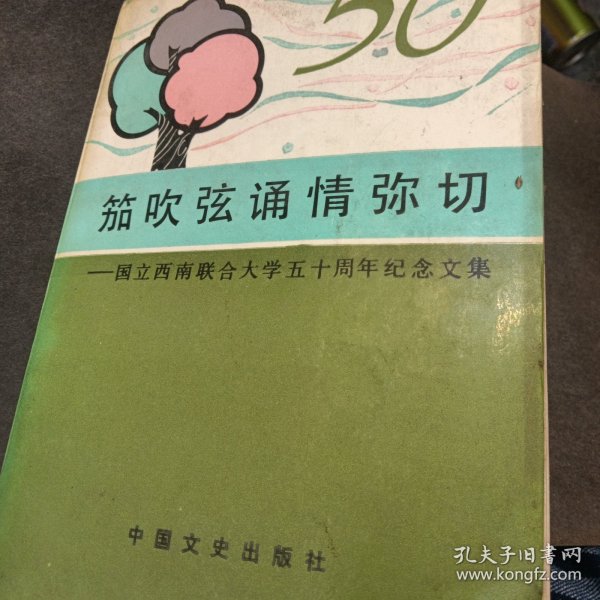 50
笳吹弦诵情弥切
——国立西南联合大学五十周年纪念文集
中国文史出版社
孔夫子旧书网
www.kongfz.com